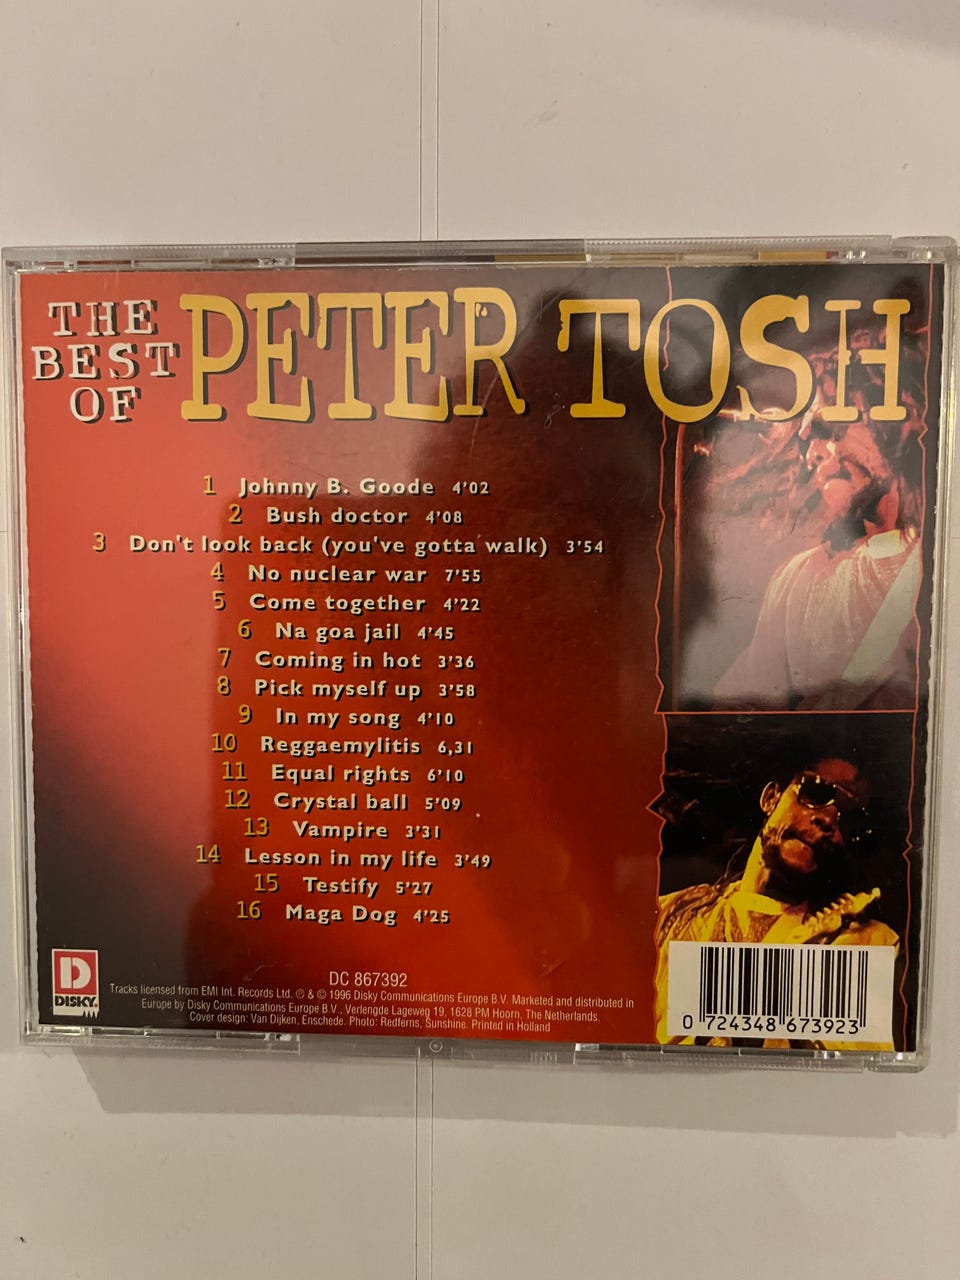 THE
BEST
OF
PETER TOSH
1 Johnny B. Goode 4'02
2 Bush doctor 4'08
3 Don't look back (you've gotta walk) 3'54
4 No nuclear war 7'55
5 Come together 4'22
6 Na goa jail 4'45
7 Coming in hot 3'36
8 Pick myself up 3'58
9 In my song 4'10
10 Reggaemylitis 6,31
11 Equal rights 6'10
12 Crystal ball 5'09
13 Vampire 3'31
14 Lesson in my life 3'49
15 Testify 5'27
16 Maga Dog 4'25
DC 867392
Tracks licensed from EMI Int. Records Ltd. ℗ & © 1996 Disky Communications Europe B.V. Marketed and distributed in
Europe by Disky Communications Europe B.V., Verlengde Lageweg 19, 1628 PM Hoorn, The Netherlands.
Cover design: Van Dijken, Enschede. Photo: Redferns, Sunshine. Printed in Holland
D
DISKY.
0 724348 673923